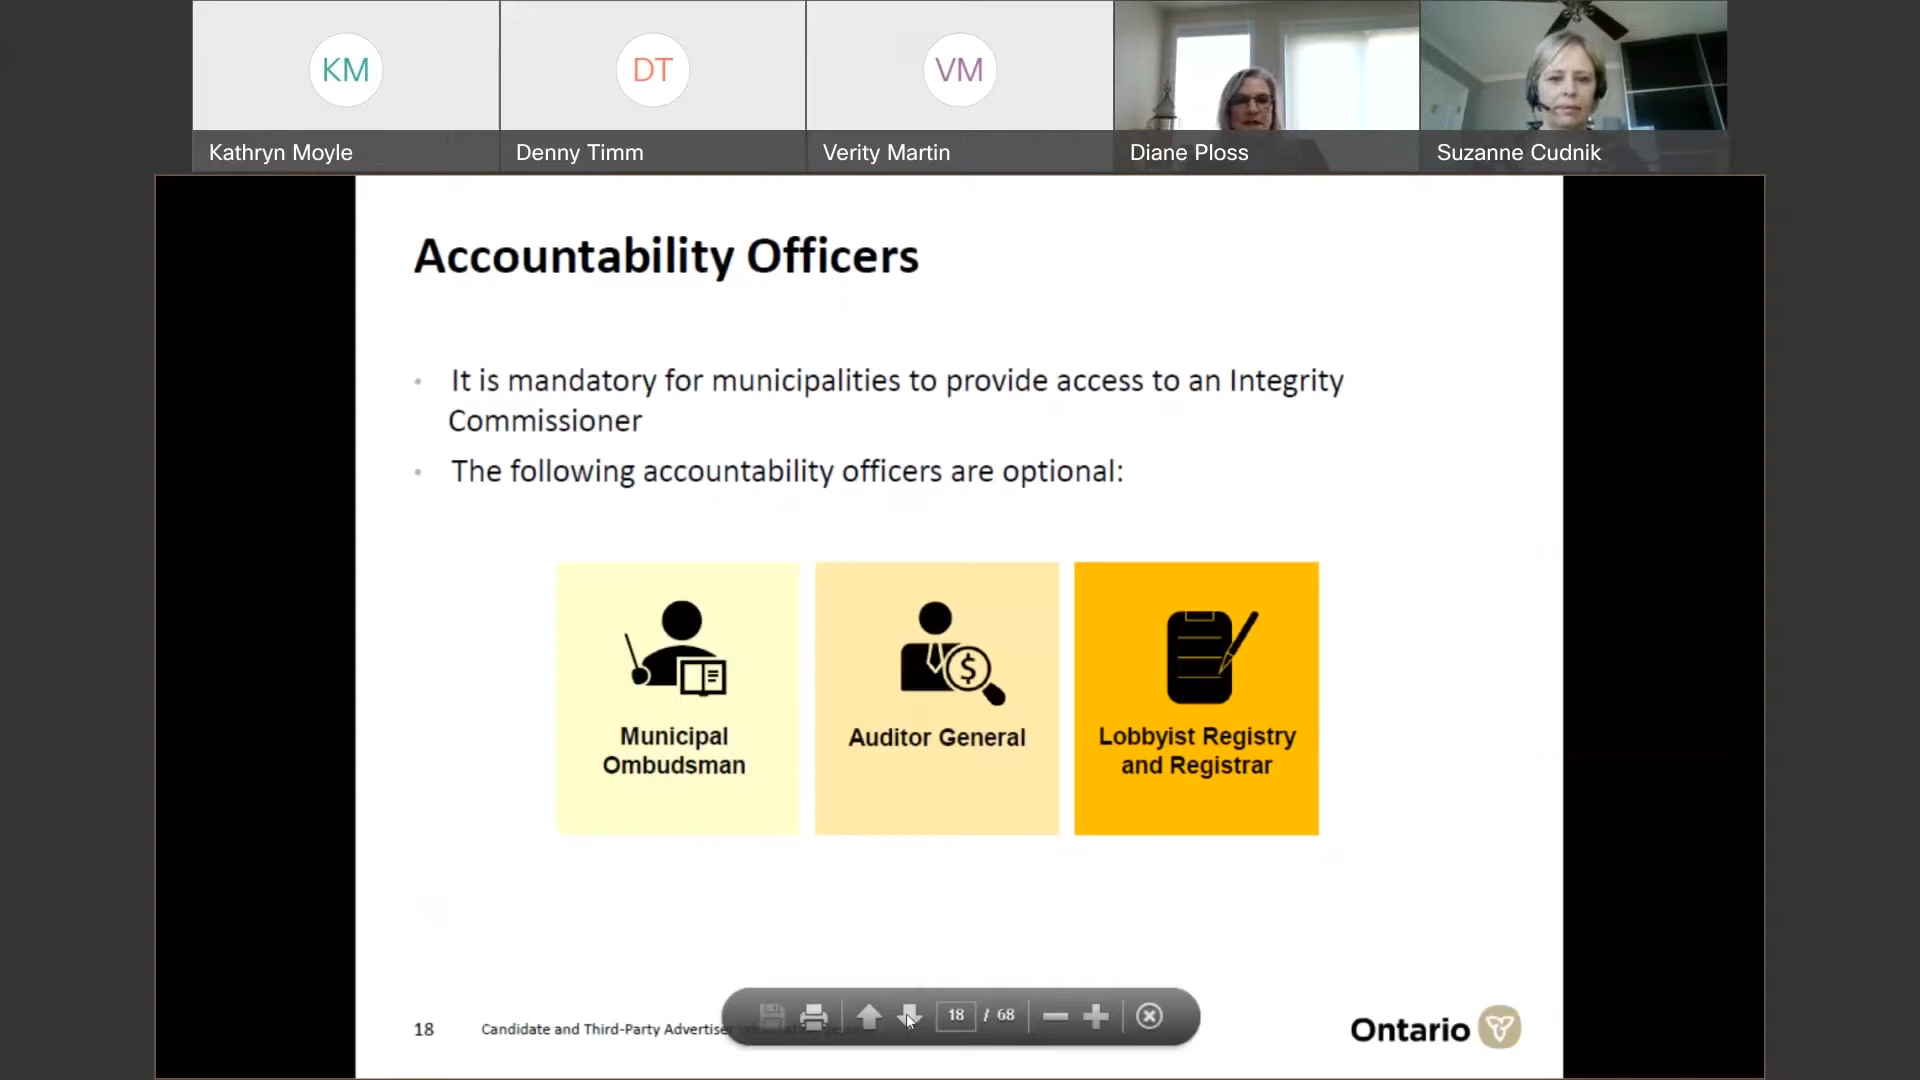 KM
DT
VM
Kathryn Moyle
Denny Timm
Verity Martin
Diane Ploss
Suzanne Cudnik
Accountability Officers
• It is mandatory for municipalities to provide access to an Integrity
Commissioner
• The following accountability officers are optional:
$
Municipal
Ombudsman
Auditor General
Lobbyist Registry
and Registrar
18
Candidate and Third-Party Advertiser
18 / 68
Ontario